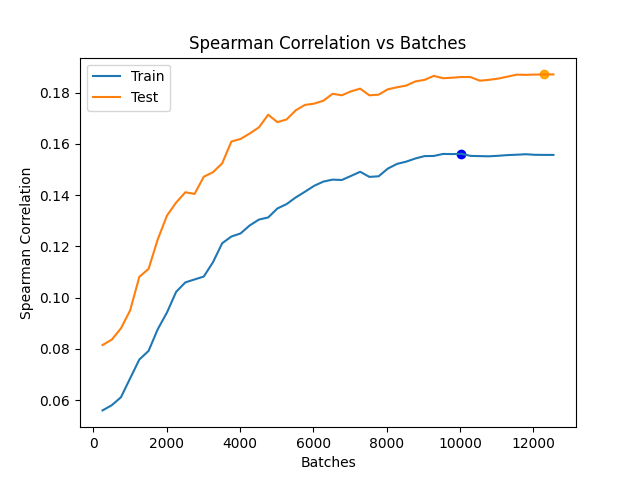 Spearman Correlation vs Batches
Train
Test
0.18
0.16
0.14
0.12
0.10
0.08
0.06
Spearman Correlation
0 2000 4000 6000 8000 10000 12000
Batches